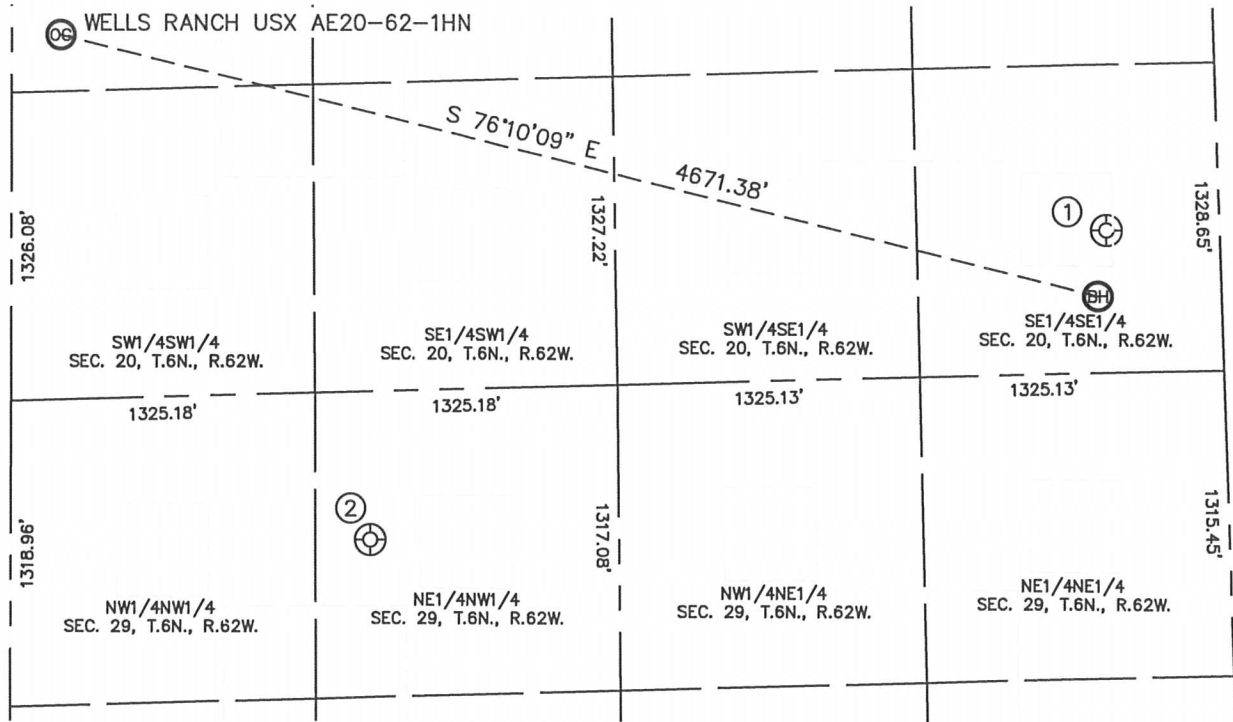 OG WELLS RANCH USX AE20-62-1HN
S 76°10'09" E
4671.38'
1326.08'
1327.22'
1
1328.65'
BH
SW1/4SW1/4
SEC. 20, T.6N., R.62W.
SE1/4SW1/4
SEC. 20, T.6N., R.62W.
SW1/4SE1/4
SEC. 20, T.6N., R.62W.
SE1/4SE1/4
SEC. 20, T.6N., R.62W.
1325.18'
1325.18'
1325.13'
1325.13'
2
1318.96'
1317.08'
1315.45'
NW1/4NW1/4
SEC. 29, T.6N., R.62W.
NE1/4NW1/4
SEC. 29, T.6N., R.62W.
NW1/4NE1/4
SEC. 29, T.6N., R.62W.
NE1/4NE1/4
SEC. 29, T.6N., R.62W.